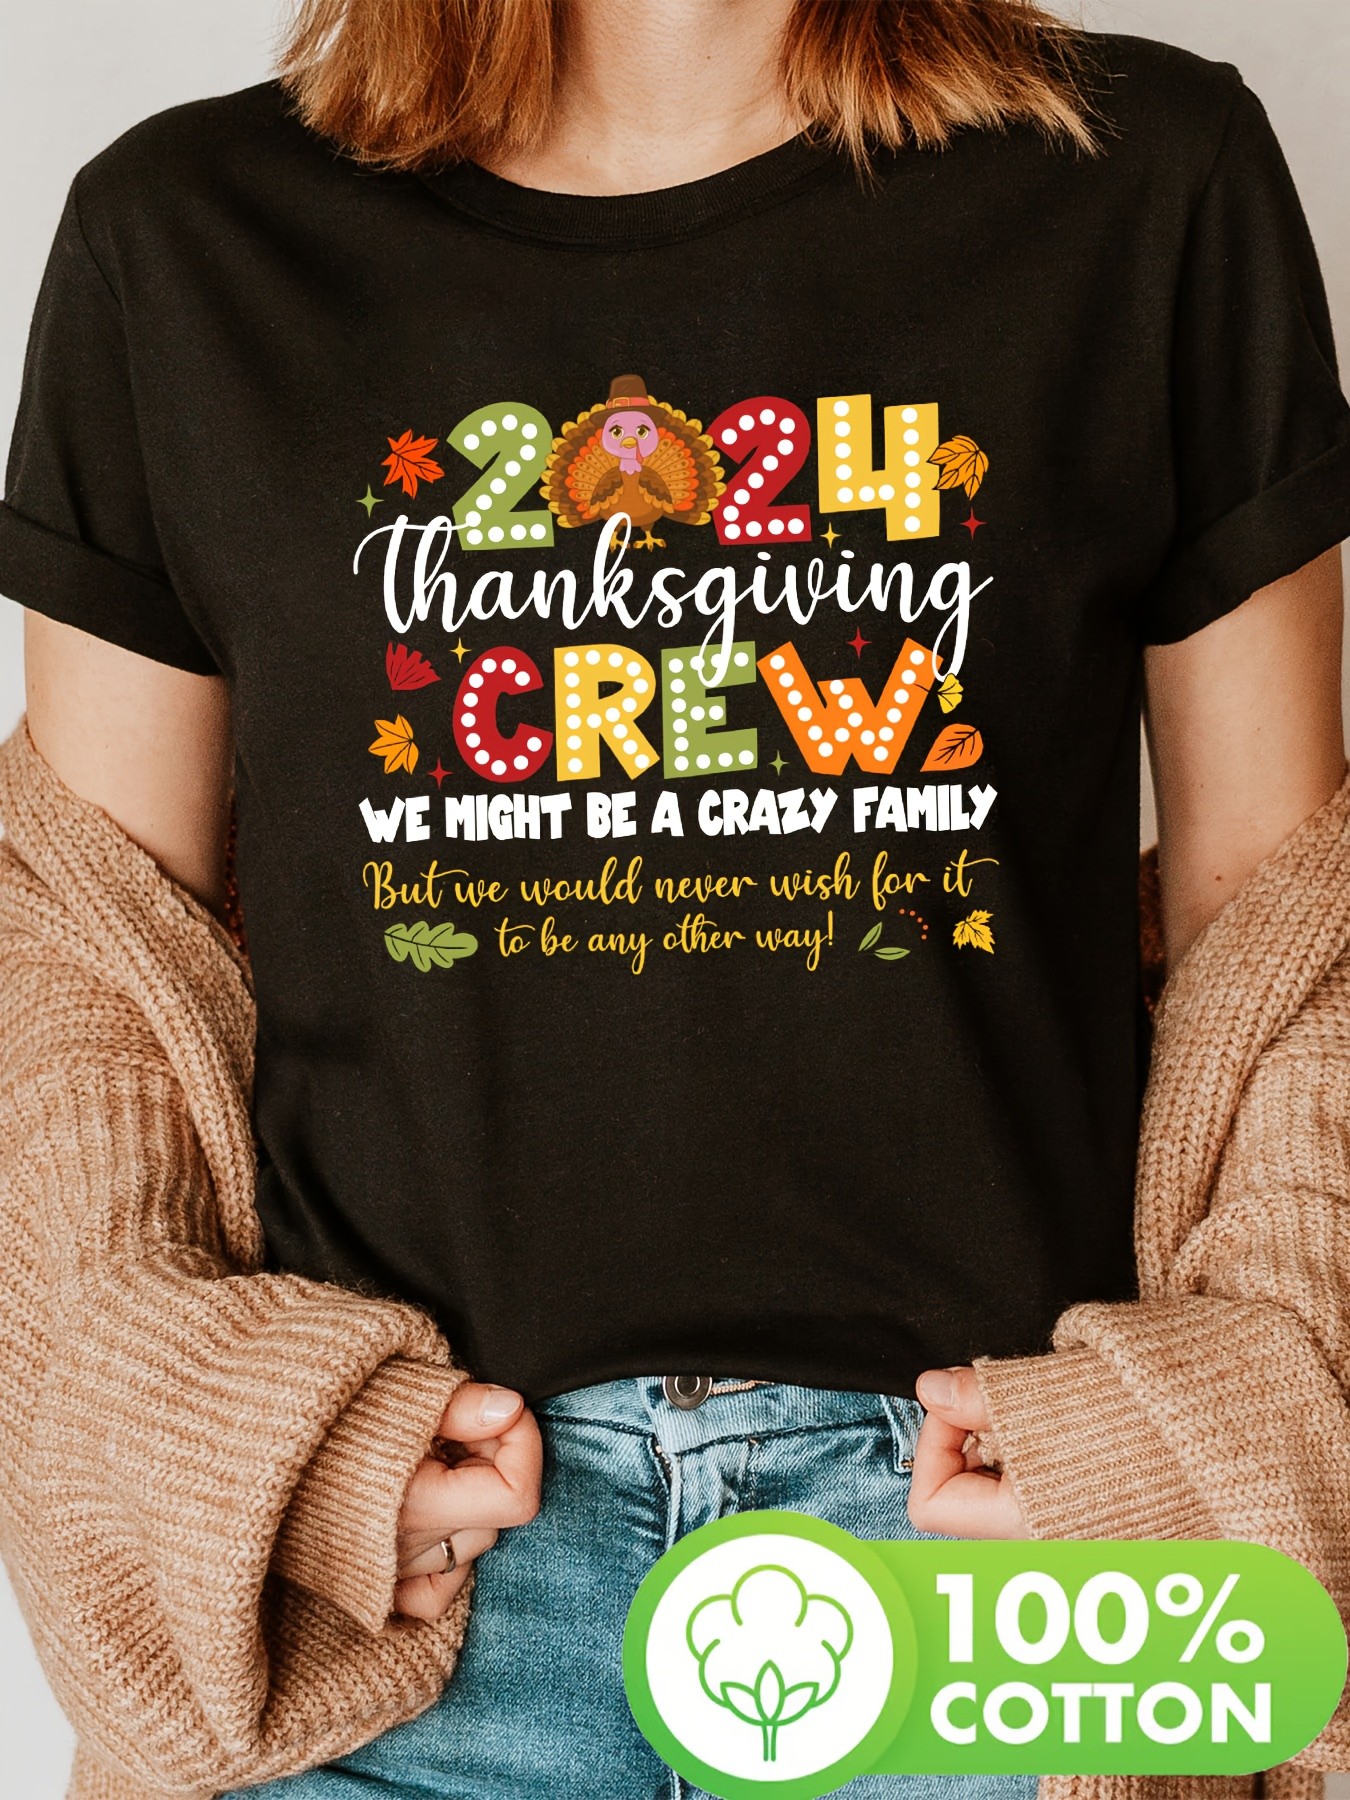 2024
thanksgiving
CREW
WE MIGHT BE A CRAZY FAMILY
But we would never wish for it
to be any other way!
100%
COTTON